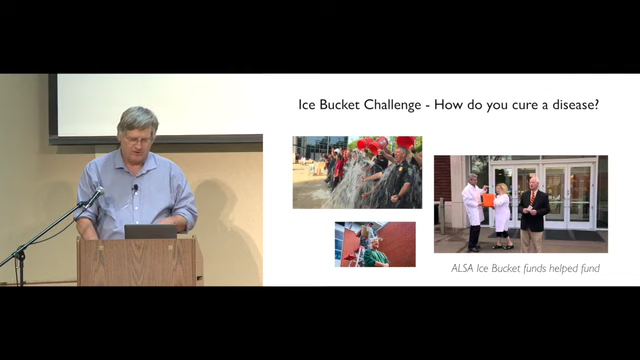 Ice Bucket Challenge - How do you cure a disease?
ALSA Ice Bucket funds helped fund